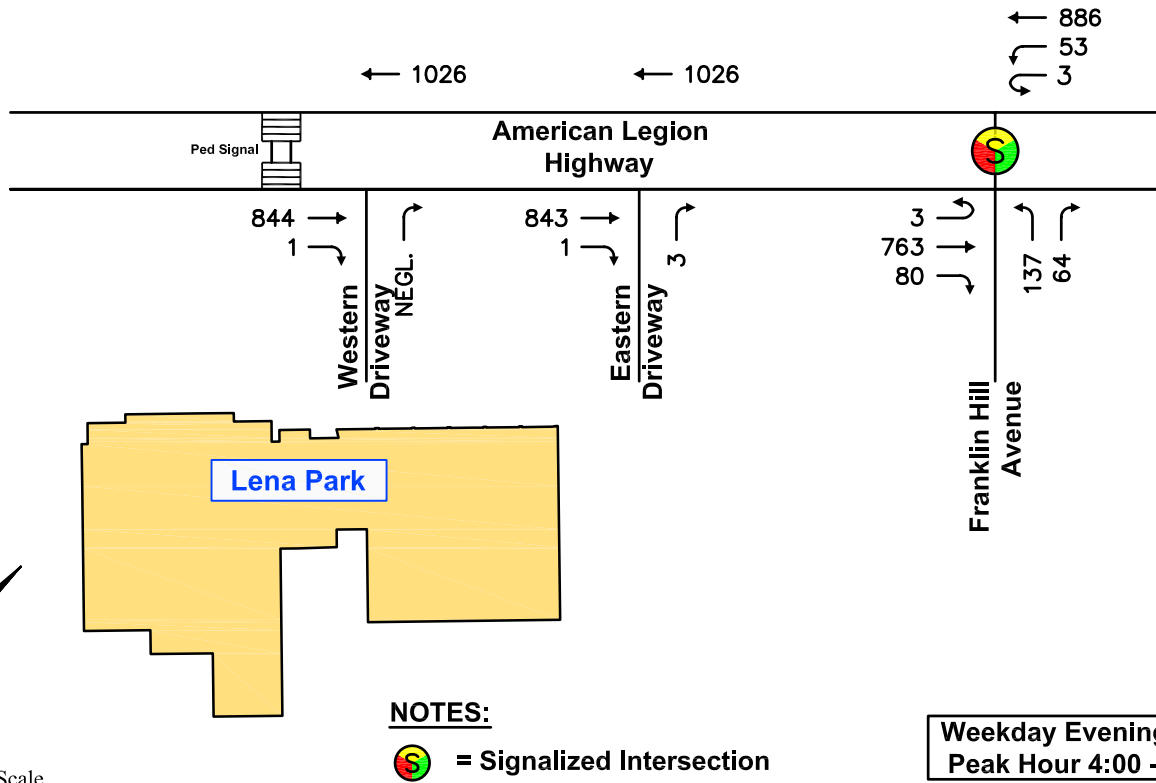 886
53
3
1026
1026
American Legion
Highway
Ped Signal
S
844
1
NEGL.
843
1
3
3
763
80
137
64
Western
Driveway
Eastern
Driveway
Franklin Hill
Avenue
Lena Park
NOTES:
S = Signalized Intersection
Scale
Weekday Evening
Peak Hour 4:00 -